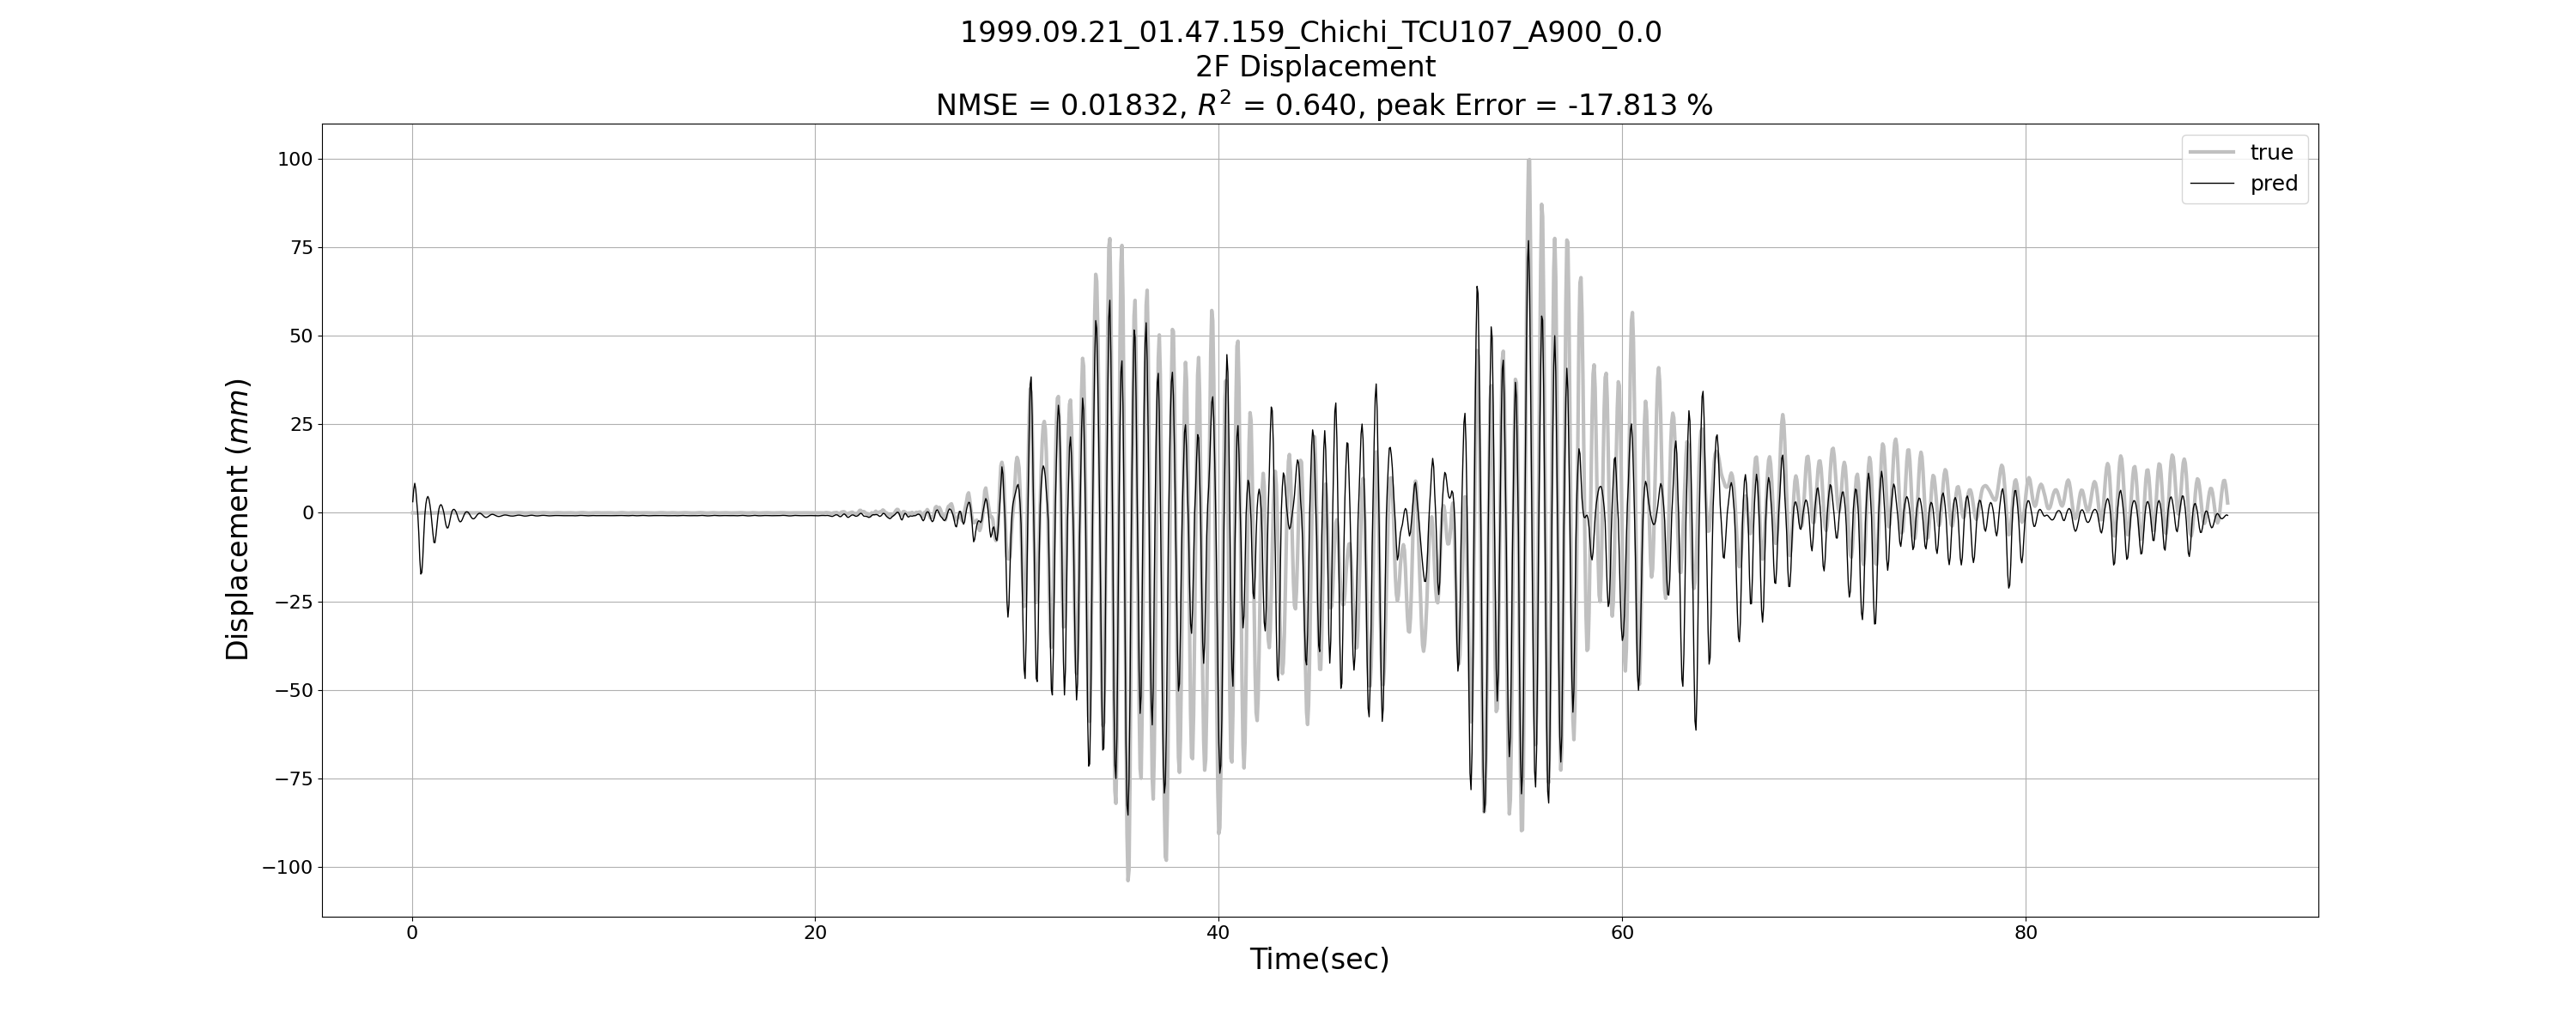 1999.09.21_01.47.159_Chichi_TCU107_A900_0.0
2F Displacement
NMSE = 0.01832, R² = 0.640, peak Error = -17.813 %
true
pred
100
75
50
25
0
−25
−50
−75
−100
Displacement (mm)
0 20 40 60 80
Time(sec)